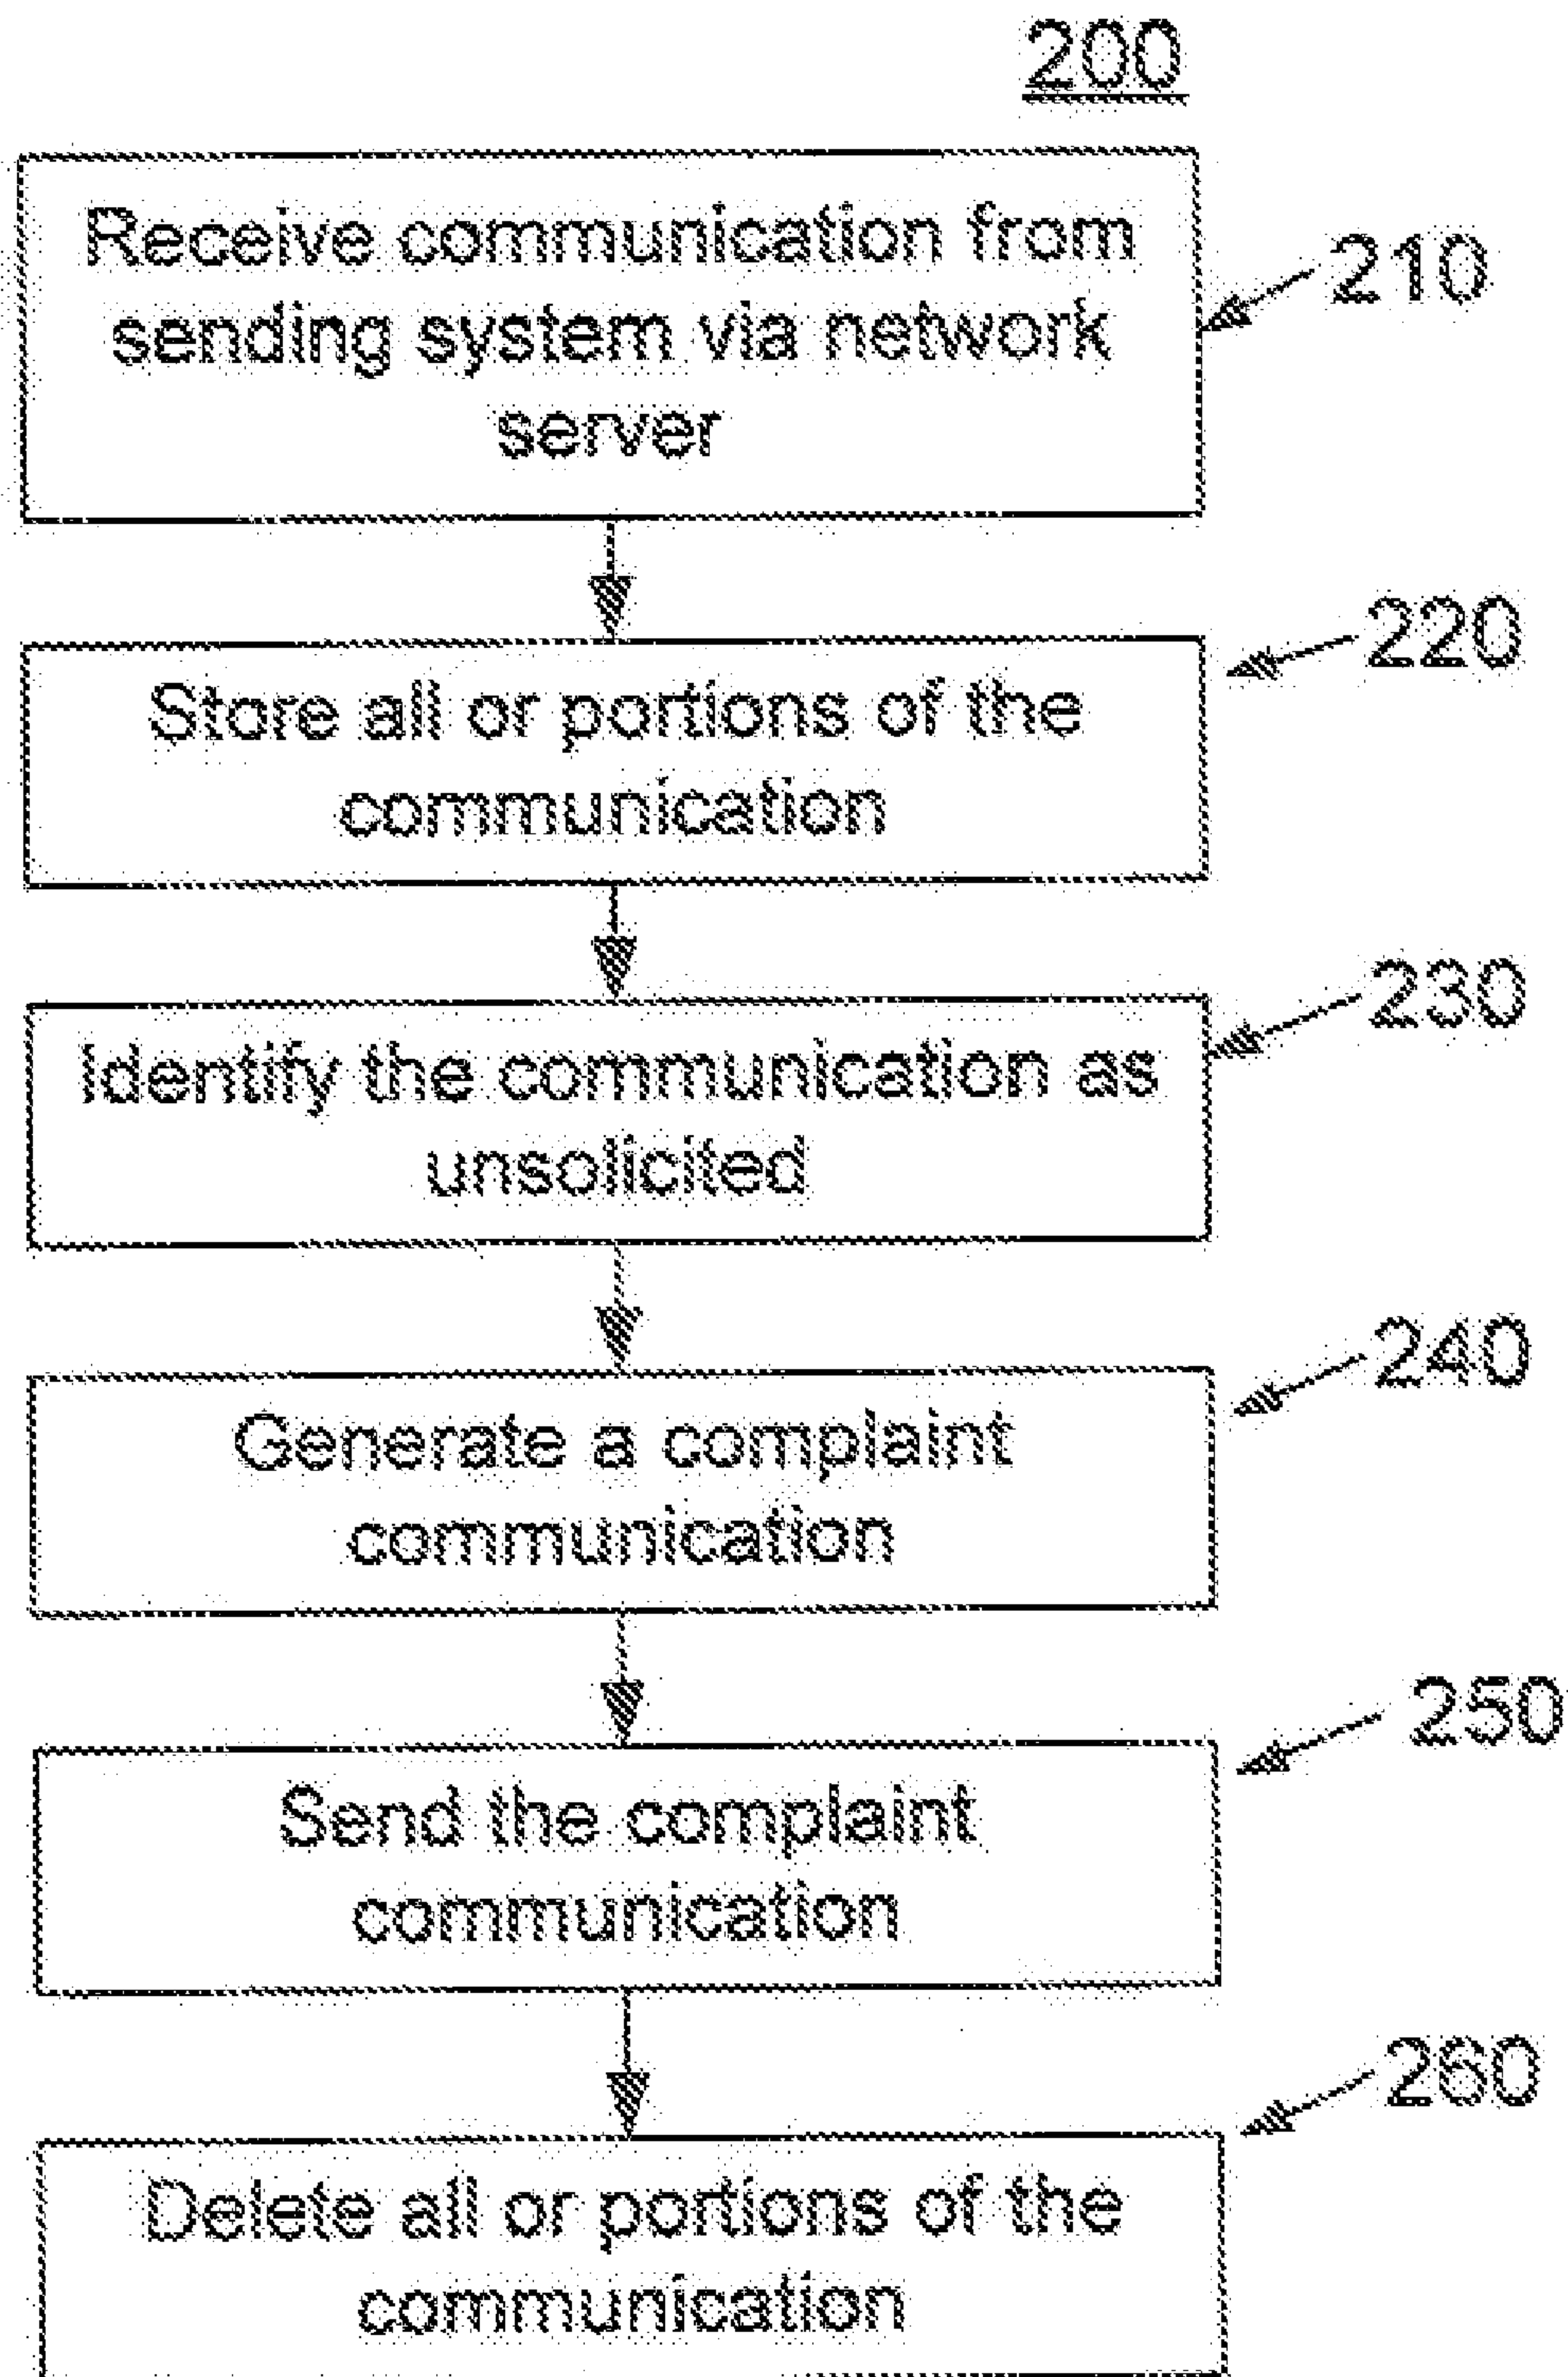 200
Receive communication from
sending system via network
server
210
Store all or portions of the
communication
220
Identify the communication as
unsolicited
230
Generate a complaint
communication
240
Send the complaint
communication
250
Delete all or portions of the
communication
260